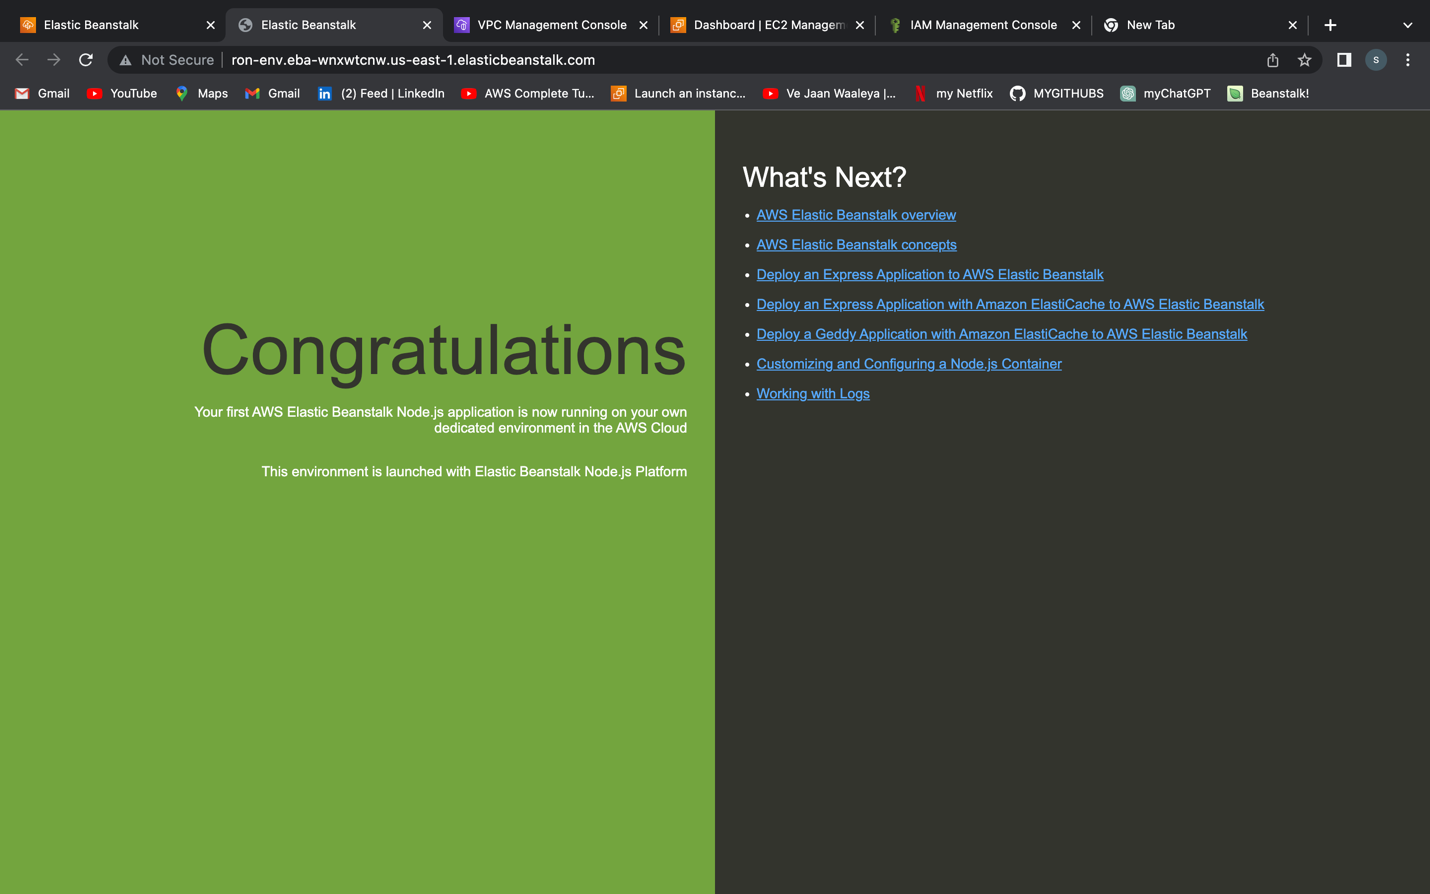 Elastic Beanstalk
Elastic Beanstalk
VPC Management Console
Dashboard | EC2 Managem
IAM Management Console
New Tab
Not Secure
ron-env.eba-wnxwtcnw.us-east-1.elasticbeanstalk.com
S
Gmail
YouTube
Maps
Gmail
(2) Feed | LinkedIn
AWS Complete Tu...
Launch an instanc...
Ve Jaan Waaleya |...
my Netflix
MYGITHUBS
myChatGPT
Beanstalk!
Congratulations
Your first AWS Elastic Beanstalk Node.js application is now running on your own
dedicated environment in the AWS Cloud
This environment is launched with Elastic Beanstalk Node.js Platform
What's Next?
AWS Elastic Beanstalk overview
AWS Elastic Beanstalk concepts
Deploy an Express Application to AWS Elastic Beanstalk
Deploy an Express Application with Amazon ElastiCache to AWS Elastic Beanstalk
Deploy a Geddy Application with Amazon ElastiCache to AWS Elastic Beanstalk
Customizing and Configuring a Node.js Container
Working with Logs